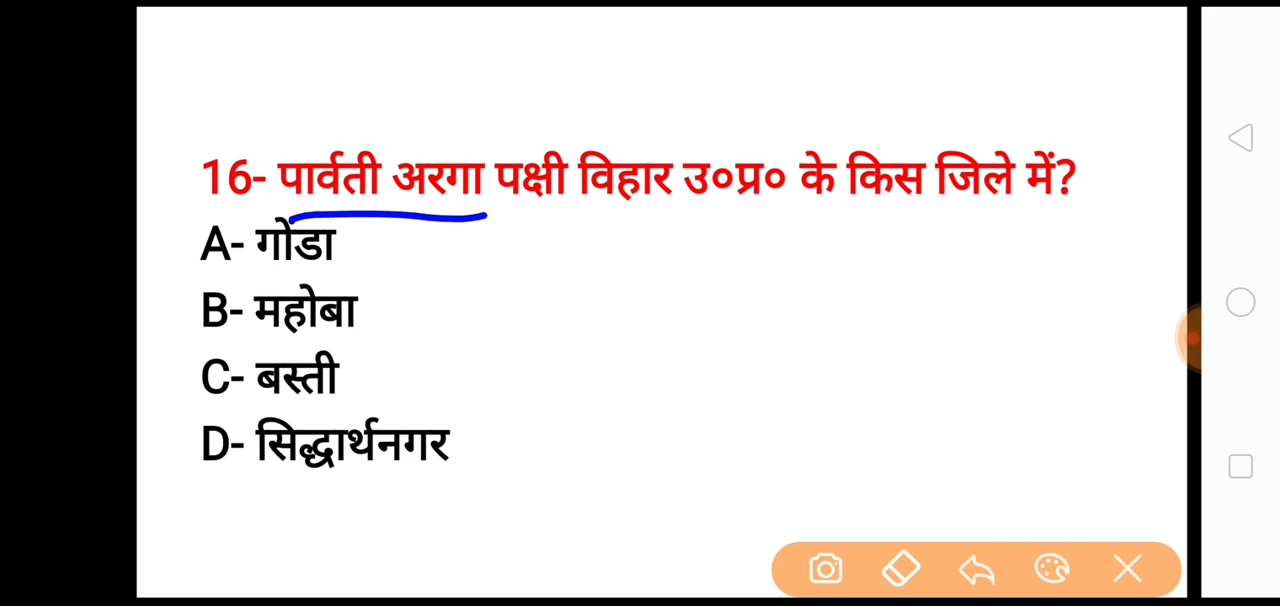 16- पार्वती अरगा पक्षी विहार उ०प्र० के किस जिले में?
A- गोंडा
B- महोबा
C- बस्ती
D- सिद्धार्थनगर